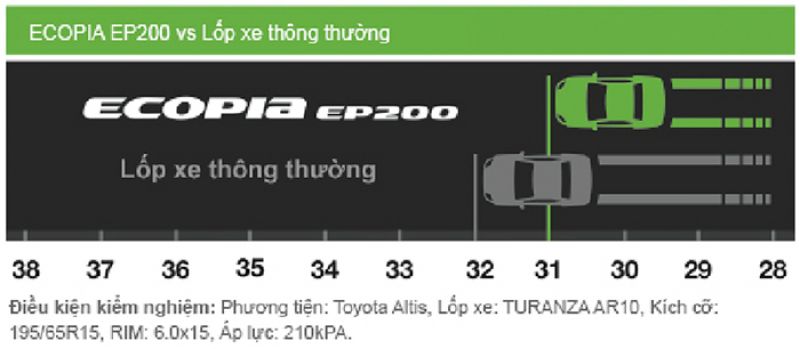 ECOPIA EP200 vs Lốp xe thông thường
ECOPIA EP200
Lốp xe thông thường
38 37 36 35 34 33 32 31 30 29 28
Điều kiện kiểm nghiệm: Phương tiện: Toyota Altis, Lốp xe: TURANZA AR10, Kích cỡ:
195/65R15, RIM: 6.0x15, Áp lực: 210kPA.